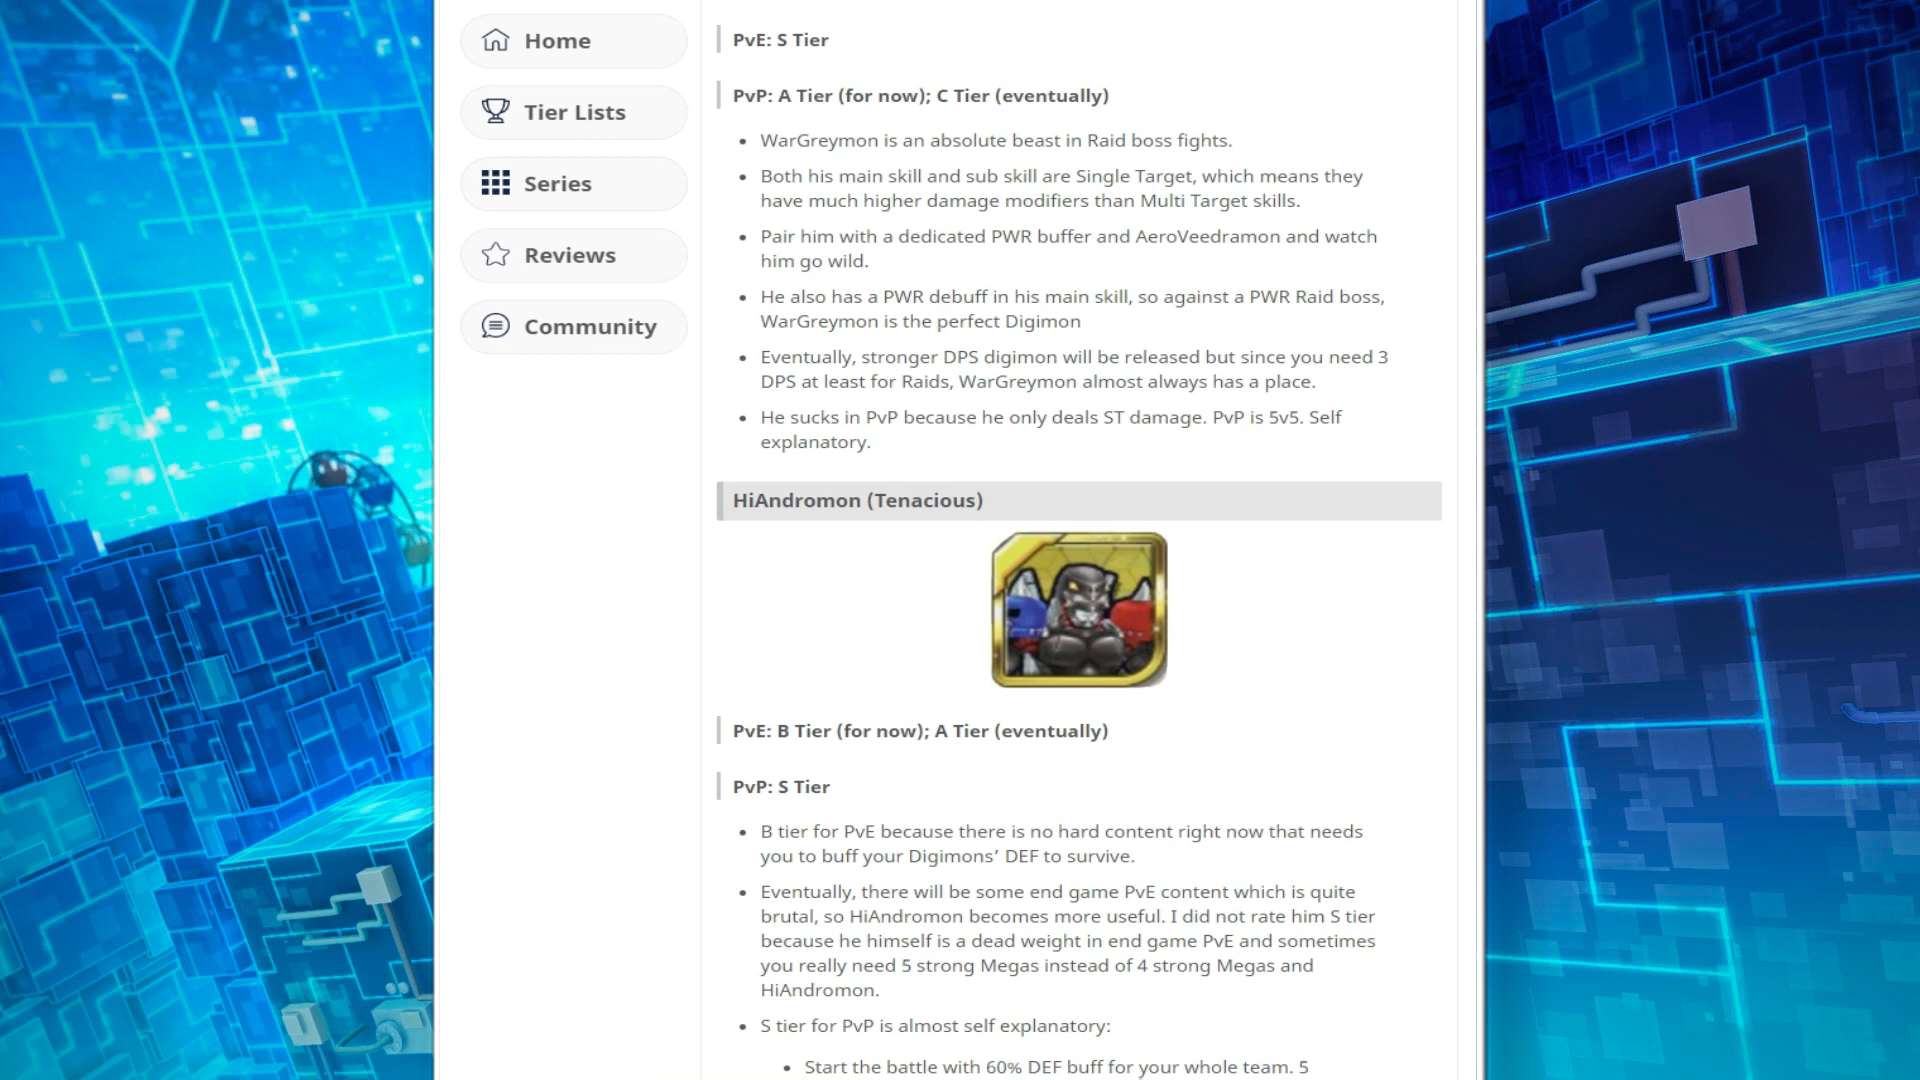 Home
Tier Lists
Series
Reviews
Community
PvE: S Tier
PvP: A Tier (for now); C Tier (eventually)
• WarGreymon is an absolute beast in Raid boss fights.
• Both his main skill and sub skill are Single Target, which means they
have much higher damage modifiers than Multi Target skills.
• Pair him with a dedicated PWR buffer and AeroVeedramon and watch
him go wild.
• He also has a PWR debuff in his main skill, so against a PWR Raid boss,
WarGreymon is the perfect Digimon
• Eventually, stronger DPS digimon will be released but since you need 3
DPS at least for Raids, WarGreymon almost always has a place.
• He sucks in PvP because he only deals ST damage. PvP is 5v5. Self
explanatory.
HiAndromon (Tenacious)
PvE: B Tier (for now); A Tier (eventually)
PvP: S Tier
• B tier for PvE because there is no hard content right now that needs
you to buff your Digimons’ DEF to survive.
• Eventually, there will be some end game PvE content which is quite
brutal, so HiAndromon becomes more useful. I did not rate him S tier
because he himself is a dead weight in end game PvE and sometimes
you really need 5 strong Megas instead of 4 strong Megas and
HiAndromon.
• S tier for PvP is almost self explanatory:
• Start the battle with 60% DEF buff for your whole team. 5